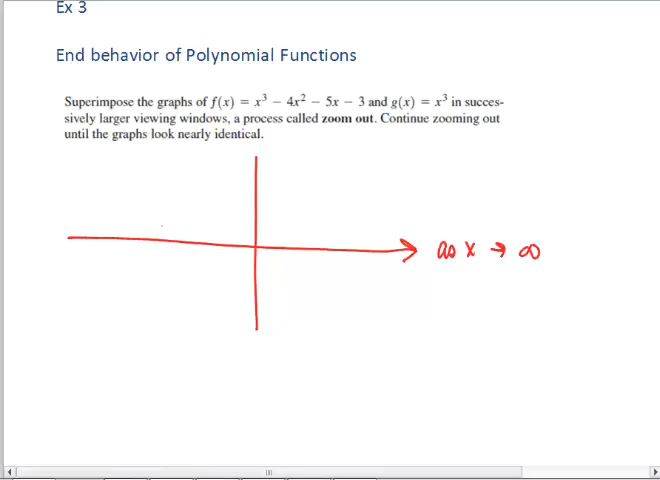 Ex 3
End behavior of Polynomial Functions
Superimpose the graphs of f(x) = x³ − 4x² − 5x − 3 and g(x) = x³ in succes-
sively larger viewing windows, a process called zoom out. Continue zooming out
until the graphs look nearly identical.
as x → ∞